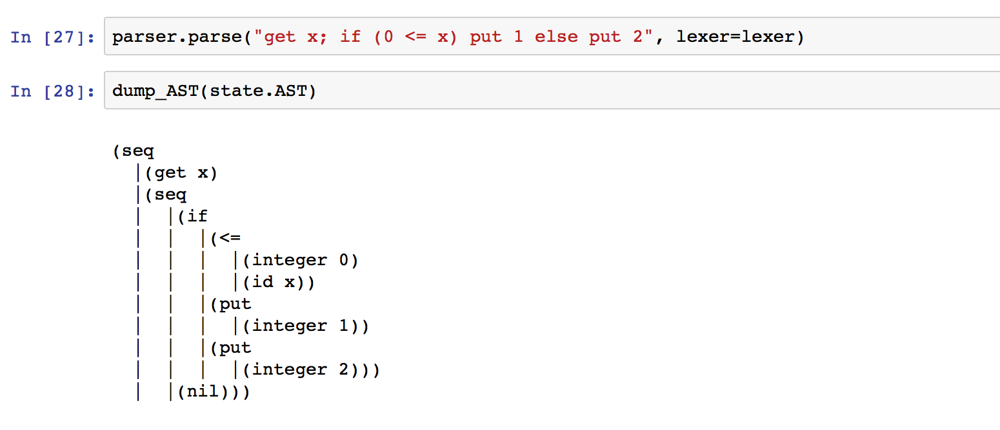 In [27]: parser.parse("get x; if (0 <= x) put 1 else put 2", lexer=lexer)
In [28]: dump_AST(state.AST)
(seq
  |(get x)
  |(seq
  |  |(if
  |  |  |(<=
  |  |  |  |(integer 0)
  |  |  |  |(id x))
  |  |  |(put
  |  |  |  |(integer 1))
  |  |  |(put
  |  |  |  |(integer 2)))
  |  |(nil)))